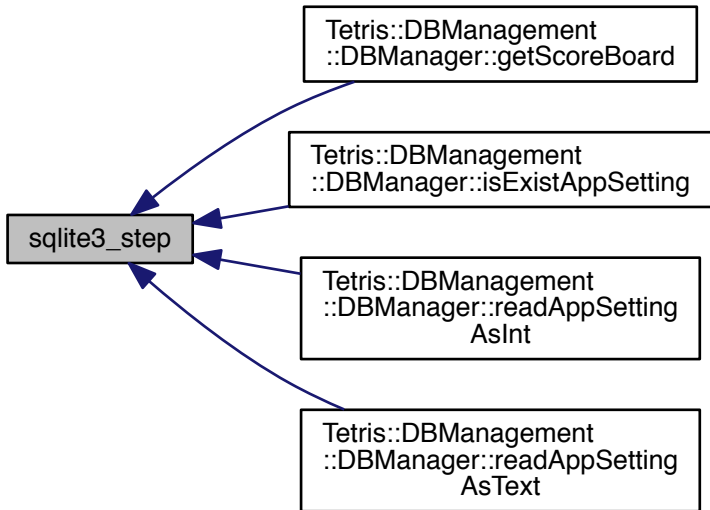 Tetris::DBManagement
::DBManager::getScoreBoard
Tetris::DBManagement
::DBManager::isExistAppSetting
sqlite3_step
Tetris::DBManagement
::DBManager::readAppSetting
AsInt
Tetris::DBManagement
::DBManager::readAppSetting
AsText